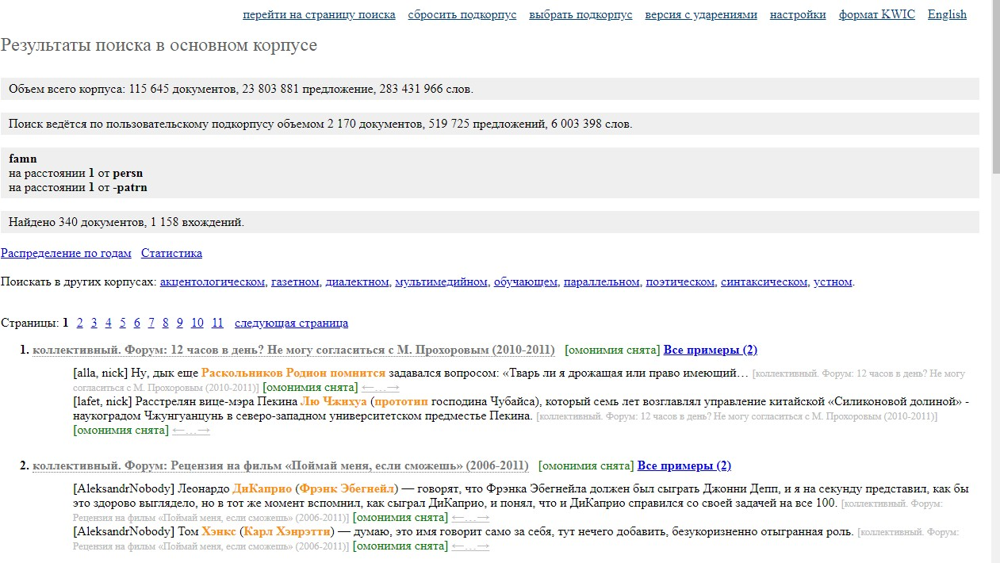 перейти на страницу поиска сбросить подкорпус выбрать подкорпус версия с ударениями настройки формат KWIC English
Результаты поиска в основном корпусе
Объем всего корпуса: 115 645 документов, 23 803 881 предложение, 283 431 966 слов.
Поиск ведётся по пользовательскому подкорпусу объемом 2 170 документов, 519 725 предложений, 6 003 398 слов.
famn
на расстоянии 1 от persn
на расстоянии 1 от -patrn
Найдено 340 документов, 1 158 вхождений.
Распределение по годам Статистика
Поискать в других корпусах: акцентологическом, газетном, диалектном, мультимедийном, обучающем, параллельном, поэтическом, синтаксическом, устном.
Страницы: 1 2 3 4 5 6 7 8 9 10 11 следующая страница
1. коллективный. Форум: 12 часов в день? Не могу согласиться с М. Прохоровым (2010-2011) [омонимия снята] Все примеры (2)
[alla, nick] Ну, дык еще Раскольников Родион помнится задавался вопросом: «Тварь ли я дрожащая или право имеющий… [коллективный. Форум: 12 часов в день? Не могу
согласиться с М. Прохоровым (2010-2011)] [омонимия снята] ←…→
[lafet, nick] Расстрелян вице-мэра Пекина Лю Чжихуа (прототип господина Чубайса), который семь лет возглавлял управление китайской «Силиконовой долиной» -
наукоградом Чжунгуанцунь в северо-западном университетском предместье Пекина. [коллективный. Форум: 12 часов в день? Не могу согласиться с М. Прохоровым (2010-2011)]
[омонимия снята] ←…→
2. коллективный. Форум: Рецензия на фильм «Поймай меня, если сможешь» (2006-2011) [омонимия снята] Все примеры (2)
[AleksandrNobody] Леонардо ДиКаприо (Фрэнк Эбегнейл) — говорят, что Фрэнка Эбегнейла должен был сыграть Джонни Депп, и я на секунду представил, как бы
это здорово выглядело, но в тот же момент вспомнил, как сыграл ДиКаприо, и понял, что и ДиКаприо справился со своей задачей на все 100. [коллективный. Форум:
Рецензия на фильм «Поймай меня, если сможешь» (2006-2011)] [омонимия снята] ←…→
[AleksandrNobody] Том Хэнкс (Карл Хэнрэтти) — думаю, это имя говорит само за себя, тут нечего добавить, безукоризненно отыгранная роль. [коллективный. Форум:
Рецензия на фильм «Поймай меня, если сможешь» (2006-2011)] [омонимия снята] ←…→